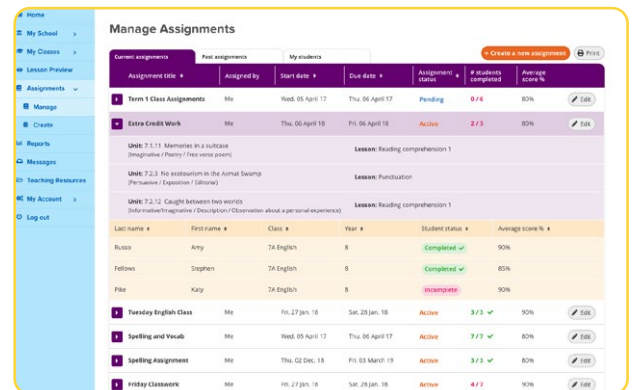 Home
My School
My Classes
Lesson Preview
Assignments
Manage
Create
Reports
Messages
Teaching Resources
My Account
Log out
Manage Assignments
Current assignments Past assignments My students
+ Create a new assignment Print
Assignment title Assigned by Start date Due date Assignment status # students completed Average score %
Term 1 Class Assignments Me Wed. 05 April 17 Thu. 06 April 17 Pending 0/6 80% Edit
Extra Credit Work Me Thu. 06 April 18 Fri. 06 April 18 Active 2/3 80% Edit
Unit: 7.1.11 Memories in a suitcase Lesson: Reading comprehension 1
(Imaginative / Poetry / Free verse poem)
Unit: 7.2.3 No ecotourism in the Asmat Swamp Lesson: Punctuation
(Persuasive / Exposition / Editorial)
Unit: 7.2.12 Caught between two worlds Lesson: Reading comprehension 1
(Informative/Imaginative / Description / Observation about a personal experience)
Last name First name Class Year Student status Average score %
Russo Amy 7A English 8 Completed 90%
Fellows Stephen 7A English 8 Completed 85%
Pike Katy 7A English 8 Incomplete 90%
Tuesday English Class Me Fri. 27 Jan. 18 Sat. 28 Jan. 18 Active 3/3 90% Edit
Spelling and Vocab Me Wed. 05 April 17 Thu. 06 April 17 Active 7/7 80% Edit
Spelling Assignment Me Thu. 02 Dec. 18 Fri. 03 March 19 Active 3/3 80% Edit
Friday Classwork Me Fri. 27 Jan. 18 Sat. 28 Jan. 18 Active 4/7 90% Edit